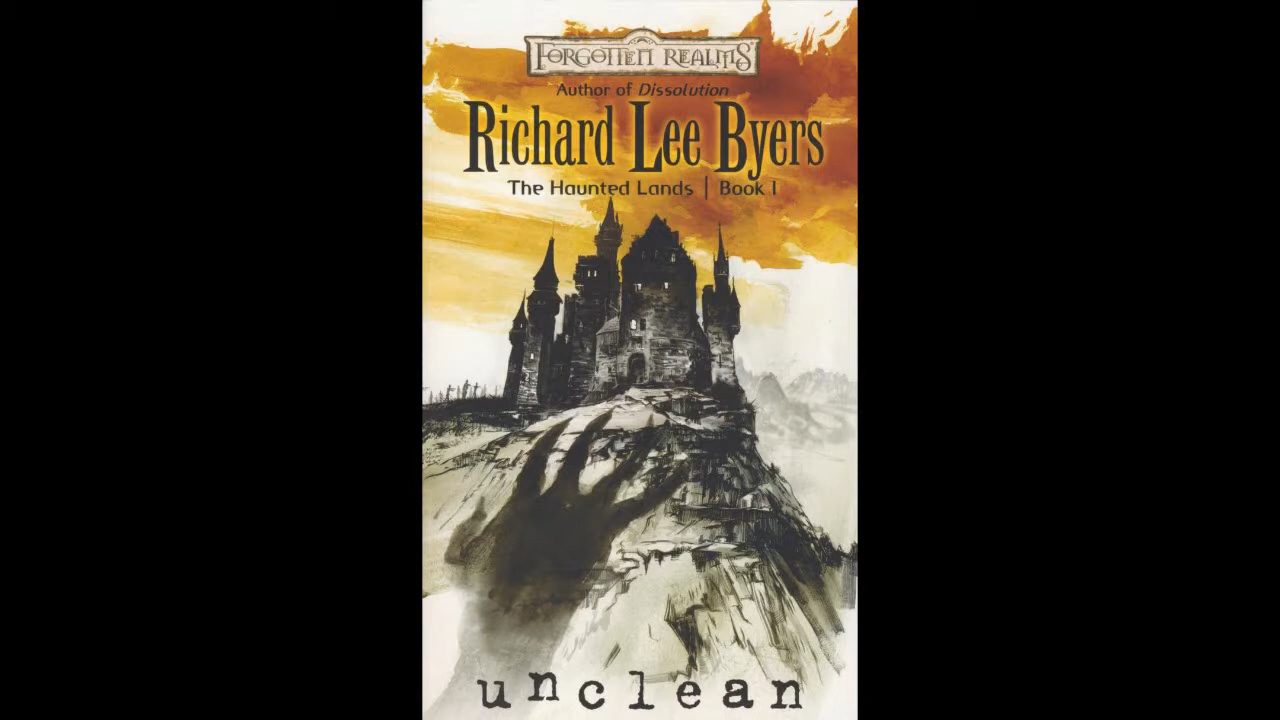 FORGOTTEN REALMS
Author of Dissolution
Richard Lee Byers
The Haunted Lands | Book I
unclean